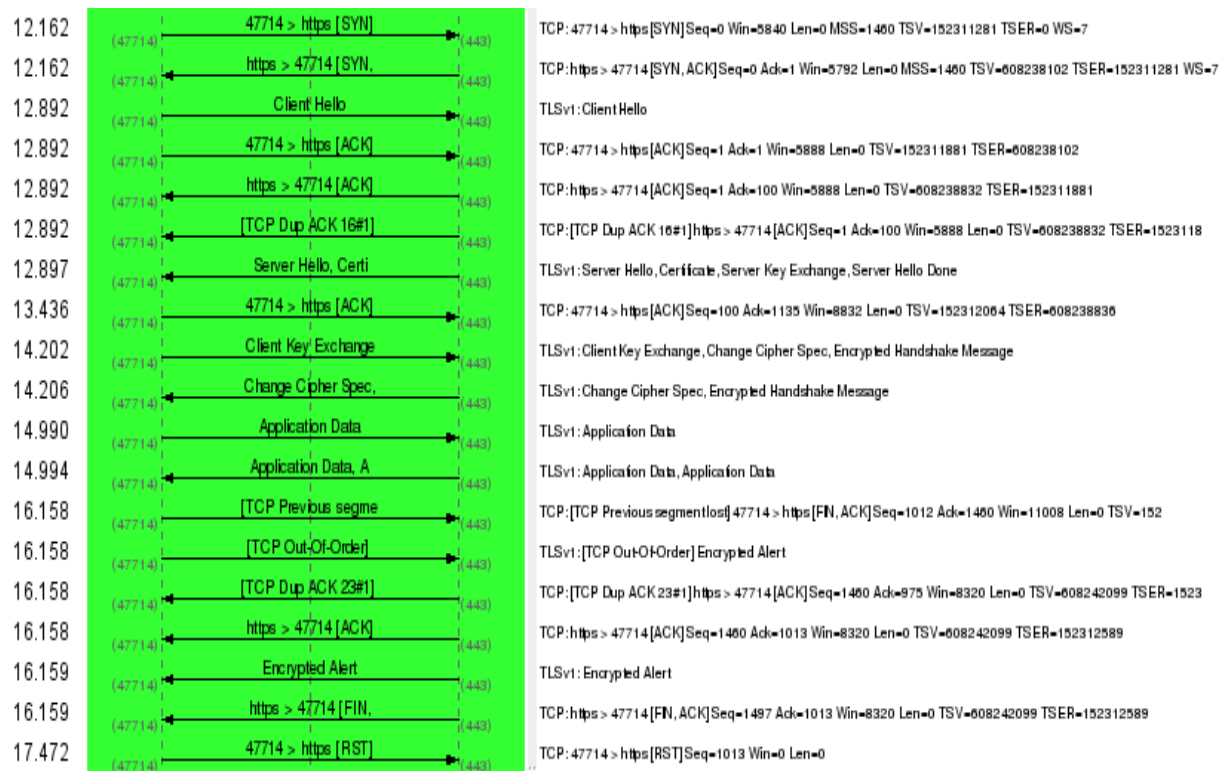 12.162 47714 > https [SYN] (47714) (443) TCP: 47714 > https [SYN] Seq=0 Win=5840 Len=0 MSS=1460 TSV=152311281 TSER=0 WS=7
12.162 https > 47714 [SYN, (47714) (443) TCP: https > 47714 [SYN, ACK] Seq=0 Ack=1 Win=5792 Len=0 MSS=1460 TSV=608238102 TSER=152311281 WS=7
12.892 Client Hello (47714) (443) TLSv1: Client Hello
12.892 47714 > https [ACK] (47714) (443) TCP: 47714 > https [ACK] Seq=1 Ack=1 Win=5888 Len=0 TSV=152311881 TSER=608238102
12.892 https > 47714 [ACK] (47714) (443) TCP: https > 47714 [ACK] Seq=1 Ack=100 Win=5888 Len=0 TSV=608238832 TSER=152311881
12.892 [TCP Dup ACK 16#1] (47714) (443) TCP: [TCP Dup ACK 16#1] https > 47714 [ACK] Seq=1 Ack=100 Win=5888 Len=0 TSV=608238832 TSER=1523118
12.897 Server Hello, Certi (47714) (443) TLSv1: Server Hello, Certificate, Server Key Exchange, Server Hello Done
13.436 47714 > https [ACK] (47714) (443) TCP: 47714 > https [ACK] Seq=100 Ack=1135 Win=8832 Len=0 TSV=152312064 TSER=608238836
14.202 Client Key Exchange (47714) (443) TLSv1: Client Key Exchange, Change Cipher Spec, Encrypted Handshake Message
14.206 Change Cipher Spec, (47714) (443) TLSv1: Change Cipher Spec, Encrypted Handshake Message
14.990 Application Data (47714) (443) TLSv1: Application Data
14.994 Application Data, A (47714) (443) TLSv1: Application Data, Application Data
16.158 [TCP Previous segme (47714) (443) TCP: [TCP Previous segment lost] 47714 > https [FIN, ACK] Seq=1012 Ack=1460 Win=11008 Len=0 TSV=152
16.158 [TCP Out-Of-Order] (47714) (443) TLSv1: [TCP Out-Of-Order] Encrypted Alert
16.158 [TCP Dup ACK 23#1] (47714) (443) TCP: [TCP Dup ACK 23#1] https > 47714 [ACK] Seq=1460 Ack=975 Win=8320 Len=0 TSV=608242099 TSER=1523
16.158 https > 47714 [ACK] (47714) (443) TCP: https > 47714 [ACK] Seq=1460 Ack=1013 Win=8320 Len=0 TSV=608242099 TSER=152312589
16.159 Encrypted Alert (47714) (443) TLSv1: Encrypted Alert
16.159 https > 47714 [FIN, (47714) (443) TCP: https > 47714 [FIN, ACK] Seq=1497 Ack=1013 Win=8320 Len=0 TSV=608242099 TSER=152312589
17.472 47714 > https [RST] (47714) (443) TCP: 47714 > https [RST] Seq=1013 Win=0 Len=0